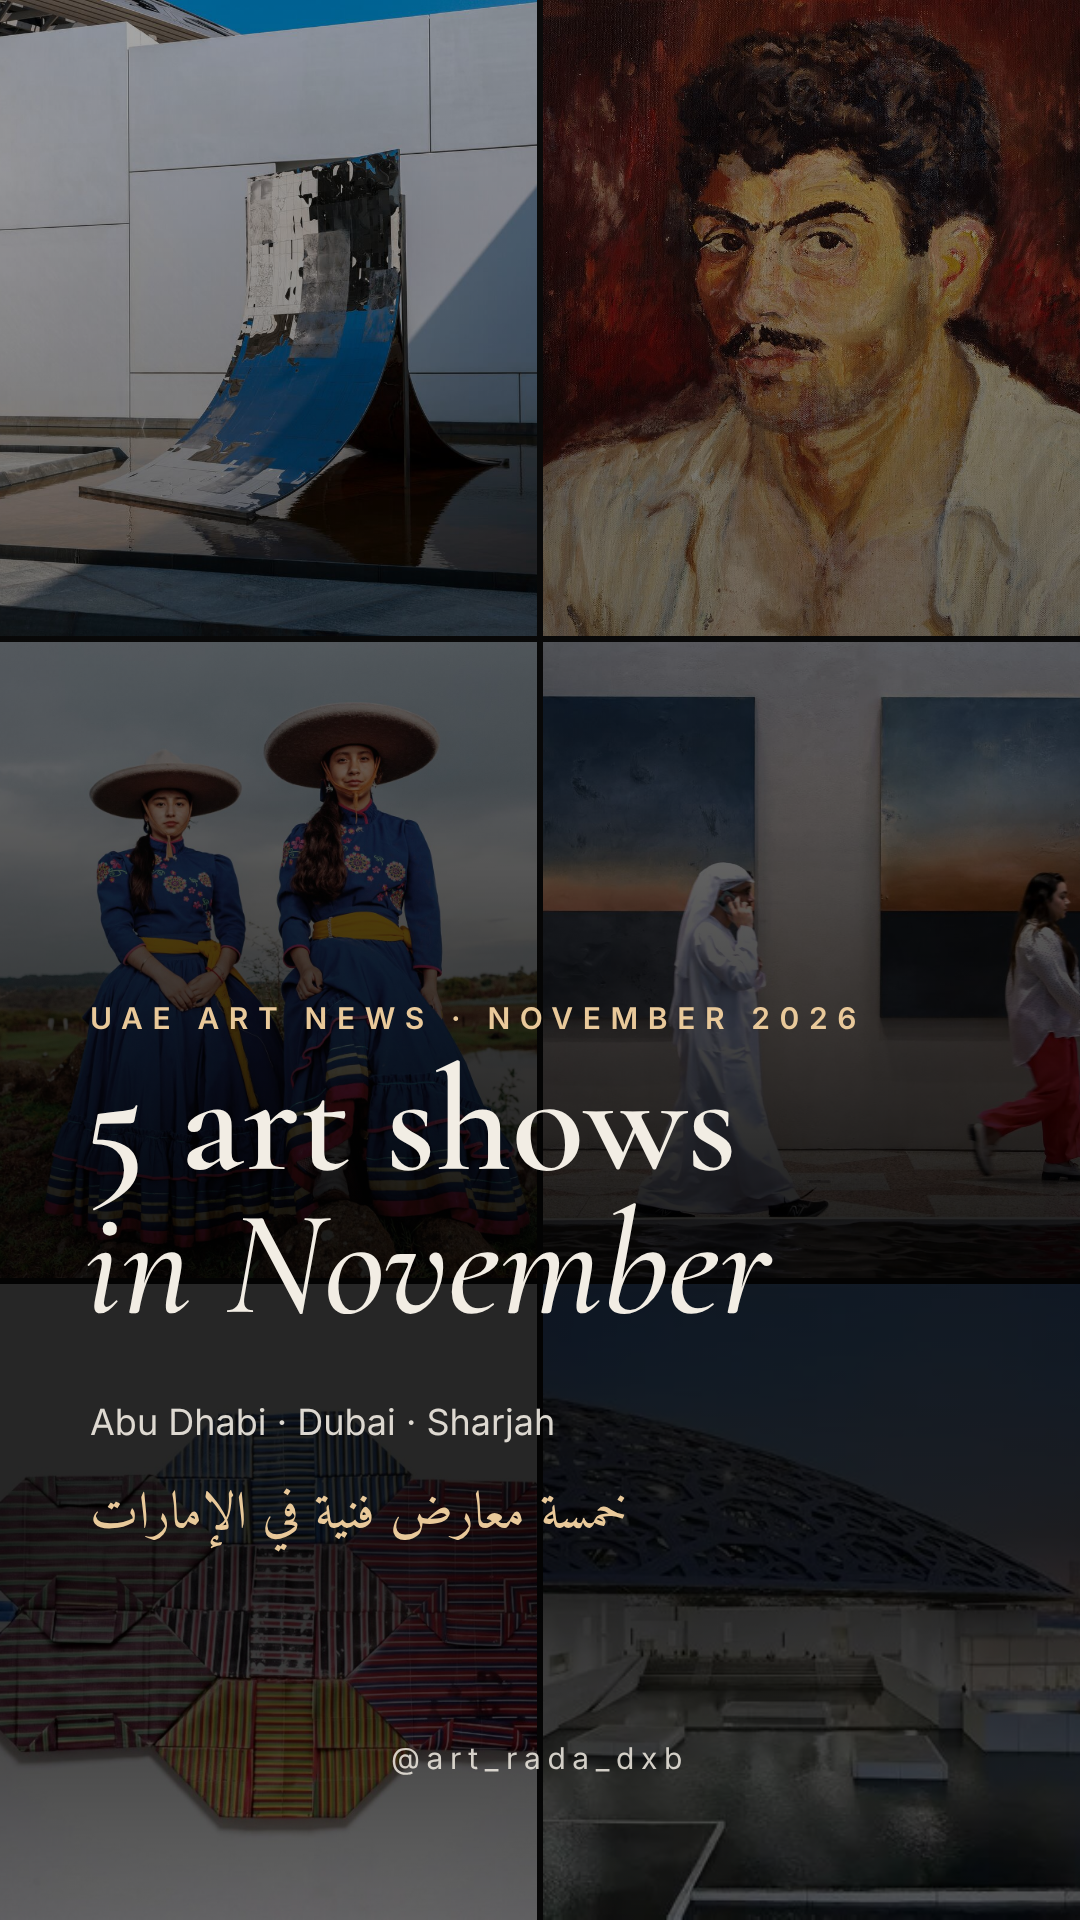 UAE ART NEWS · NOVEMBER 2026
5 art shows
in November
Abu Dhabi · Dubai · Sharjah
خمسة معارض فنية في الإمارات
@art_rada_dxb